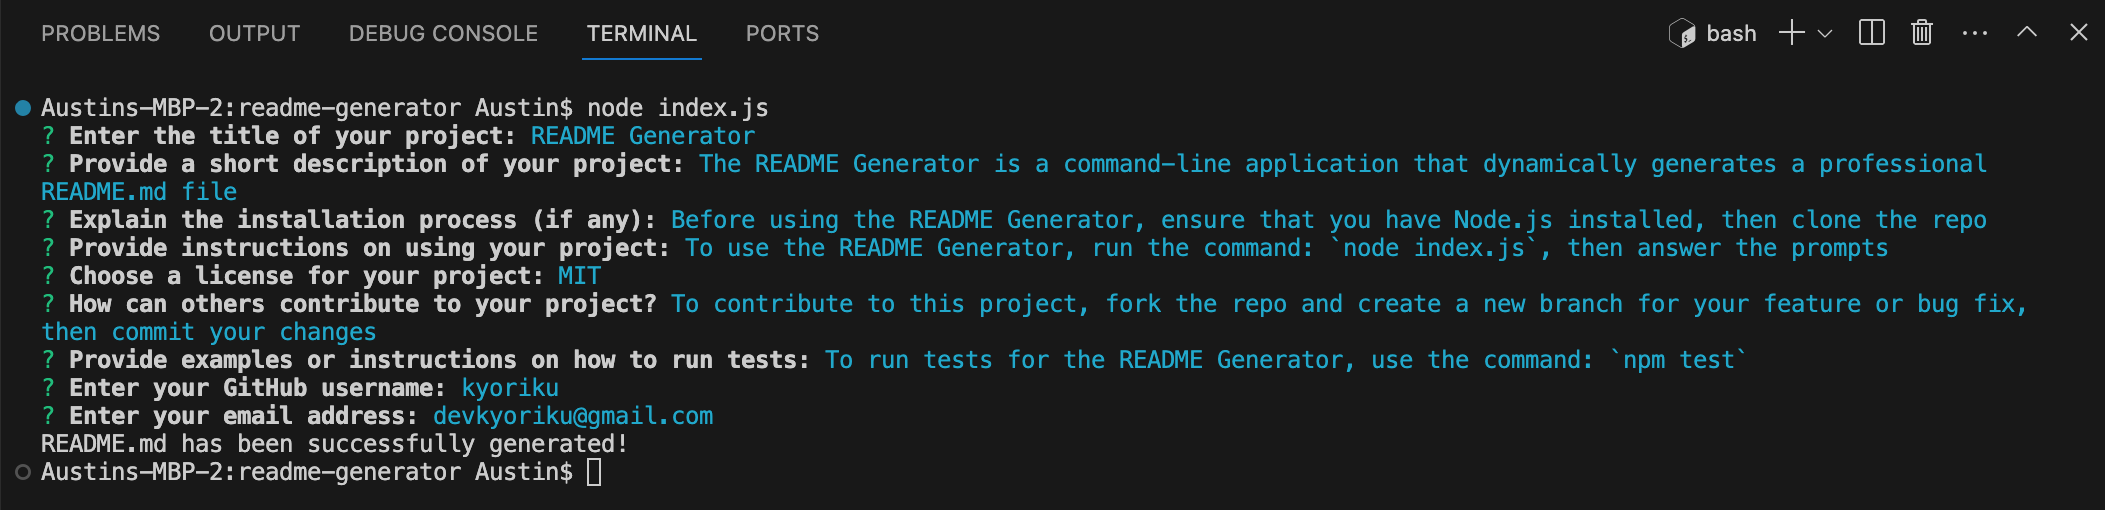 PROBLEMS OUTPUT DEBUG CONSOLE TERMINAL PORTS bash
Austins-MBP-2:readme-generator Austin$ node index.js
? Enter the title of your project: README Generator
? Provide a short description of your project: The README Generator is a command-line application that dynamically generates a professional
README.md file
? Explain the installation process (if any): Before using the README Generator, ensure that you have Node.js installed, then clone the repo
? Provide instructions on using your project: To use the README Generator, run the command: `node index.js`, then answer the prompts
? Choose a license for your project: MIT
? How can others contribute to your project? To contribute to this project, fork the repo and create a new branch for your feature or bug fix,
then commit your changes
? Provide examples or instructions on how to run tests: To run tests for the README Generator, use the command: `npm test`
? Enter your GitHub username: kyoriku
? Enter your email address: devkyoriku@gmail.com
README.md has been successfully generated!
Austins-MBP-2:readme-generator Austin$